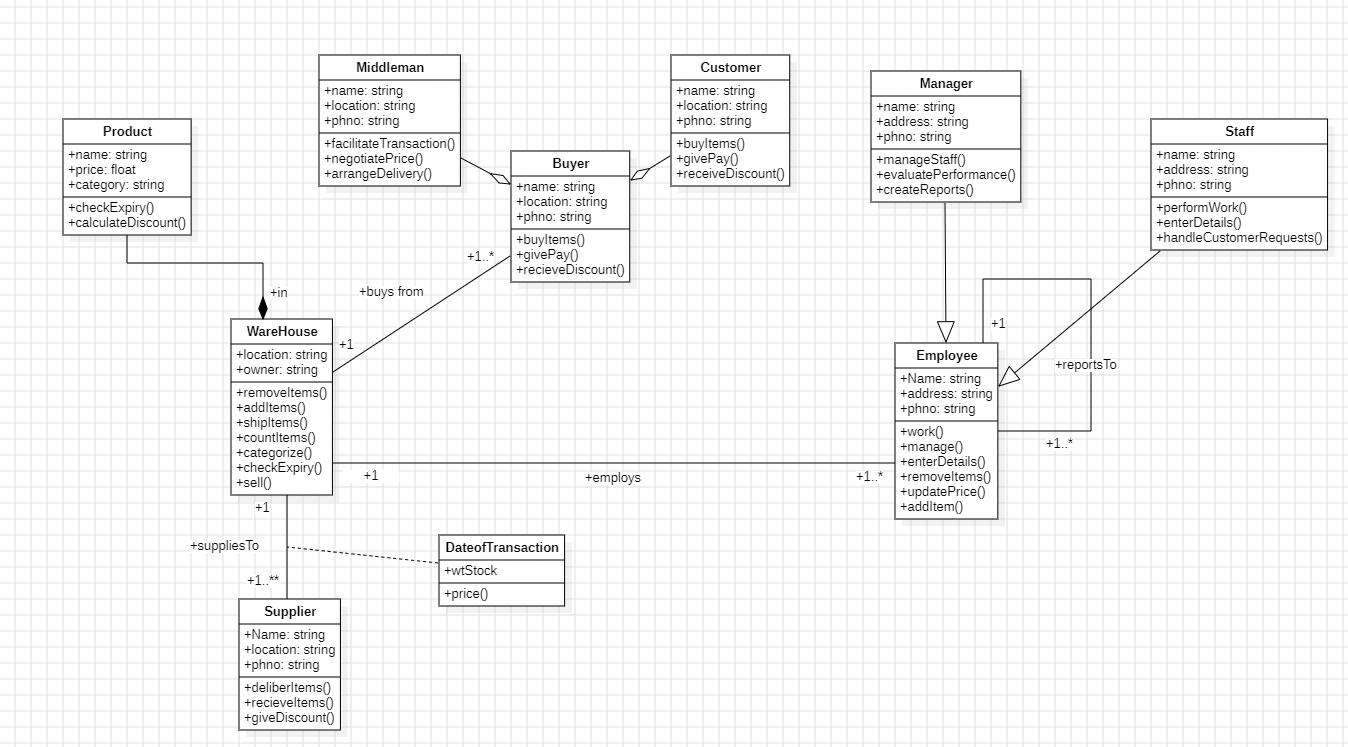 Middleman
+name: string
+location: string
+phno: string
+facilitateTransaction()
+negotiatePrice()
+arrangeDelivery()
Customer
+name: string
+location: string
+phno: string
+buyItems()
+givePay()
+receiveDiscount()
Manager
+name: string
+address: string
+phno: string
+manageStaff()
+evaluatePerformance()
+createReports()
Product
+name: string
+price: float
+category: string
+checkExpiry()
+calculateDiscount()
Staff
+name: string
+address: string
+phno: string
+performWork()
+enterDetails()
+handleCustomerRequests()
Buyer
+name: string
+location: string
+phno: string
+buyItems()
+givePay()
+recieveDiscount()
+1..*
+buys from
+1
+in
WareHouse
+location: string
+owner: string
+removeItems()
+addItems()
+shipItems()
+countItems()
+categorize()
+checkExpiry()
+sell()
+1
+reportsTo
+1..*
Employee
+Name: string
+address: string
+phno: string
+work()
+manage()
+enterDetails()
+removeItems()
+updatePrice()
+addItem()
+1
+employs
+1..*
+1
+suppliesTo
+1..**
DateofTransaction
+wtStock
+price()
Supplier
+Name: string
+location: string
+phno: string
+deliberItems()
+recieveItems()
+giveDiscount()